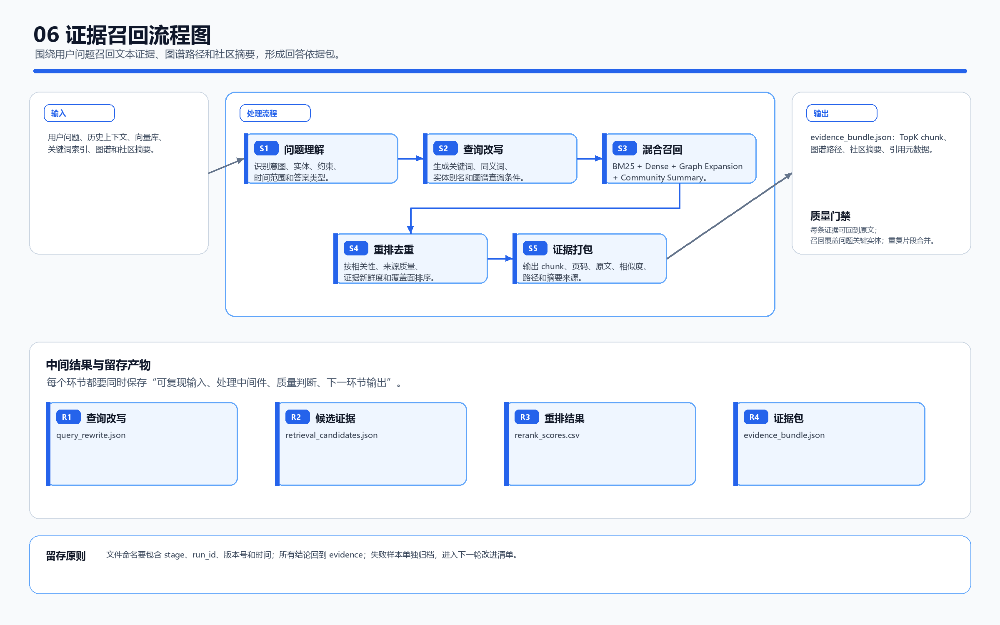 06 证据召回流程图
围绕用户问题召回文本证据、图谱路径和社区摘要，形成回答依据包。
输入
用户问题、历史上下文、向量库、
关键词索引、图谱和社区摘要。
处理流程
S1 问题理解
识别意图、实体、约束、
时间范围和答案类型。
S2 查询改写
生成关键词、同义词、
实体别名和图谱查询条件。
S3 混合召回
BM25 + Dense + Graph Expansion
+ Community Summary。
S4 重排去重
按相关性、来源质量、
证据新鲜度和覆盖面排序。
S5 证据打包
输出 chunk、页码、原文、相似度、
路径和摘要来源。
输出
evidence_bundle.json：TopK chunk、
图谱路径、社区摘要、引用元数据。
质量门禁
每条证据可回到原文；
召回覆盖问题关键实体；重复片段合并。
中间结果与留存产物
每个环节都要同时保存“可复现输入、处理中间件、质量判断、下一环节输出”。
R1 查询改写
query_rewrite.json
R2 候选证据
retrieval_candidates.json
R3 重排结果
rerank_scores.csv
R4 证据包
evidence_bundle.json
留存原则
文件命名要包含 stage、run_id、版本号和时间；所有结论回到 evidence；失败样本单独归档，进入下一轮改进清单。